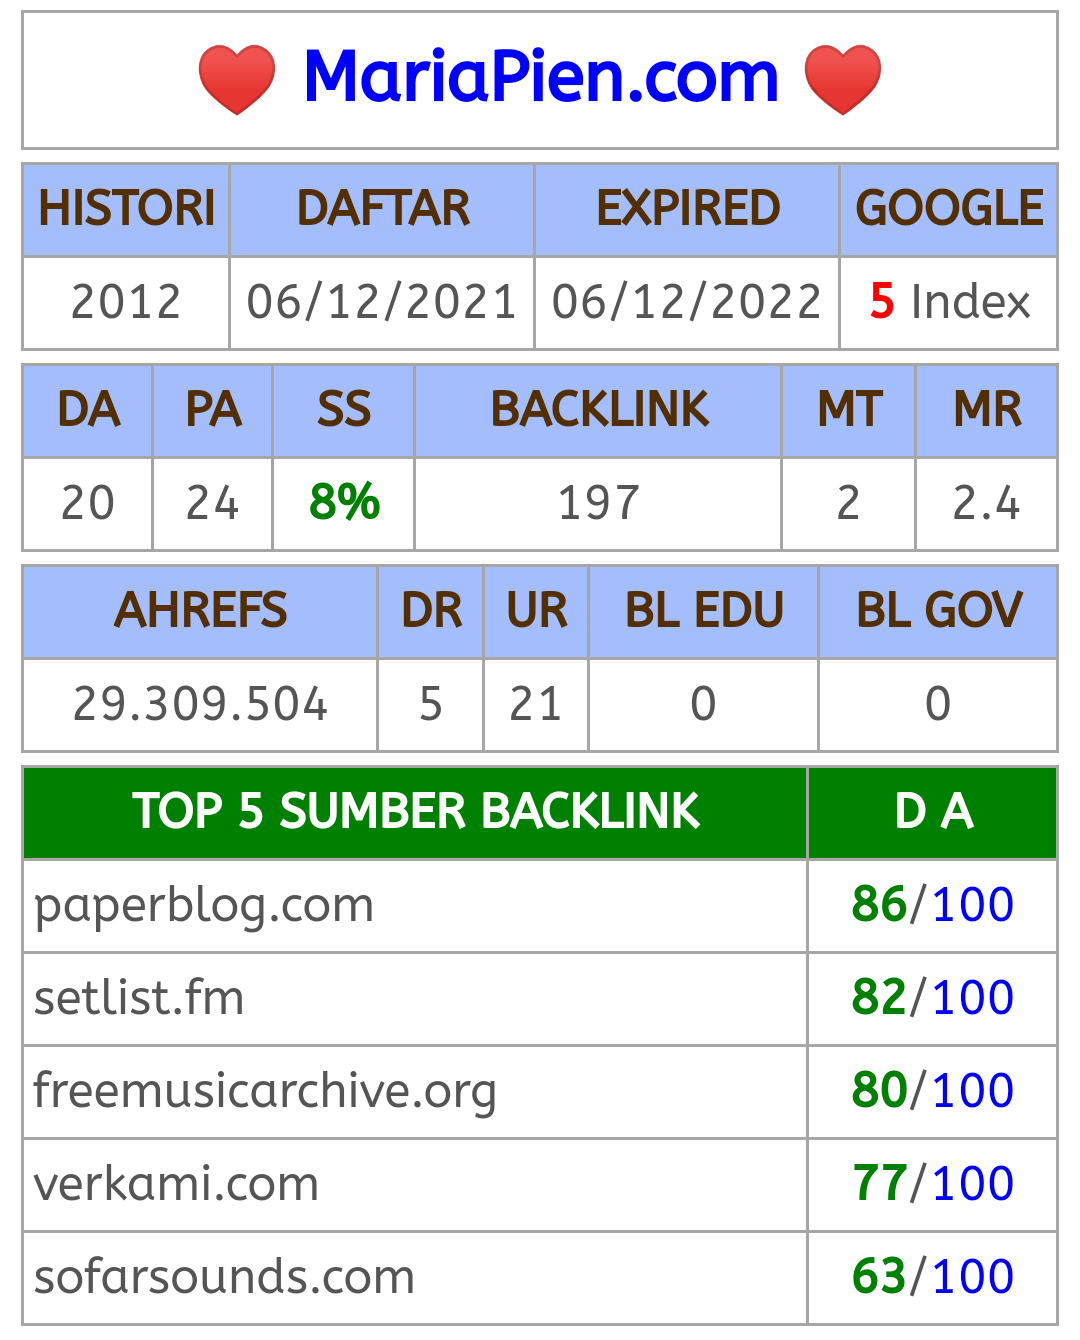 ❤️ MariaPien.com ❤️
HISTORI DAFTAR EXPIRED GOOGLE
2012 06/12/2021 06/12/2022 5 Index
DA PA SS BACKLINK MT MR
20 24 8% 197 2 2.4
AHREFS DR UR BL EDU BL GOV
29.309.504 5 21 0 0
TOP 5 SUMBER BACKLINK D A
paperblog.com 86/100
setlist.fm 82/100
freemusicarchive.org 80/100
verkami.com 77/100
sofarsounds.com 63/100